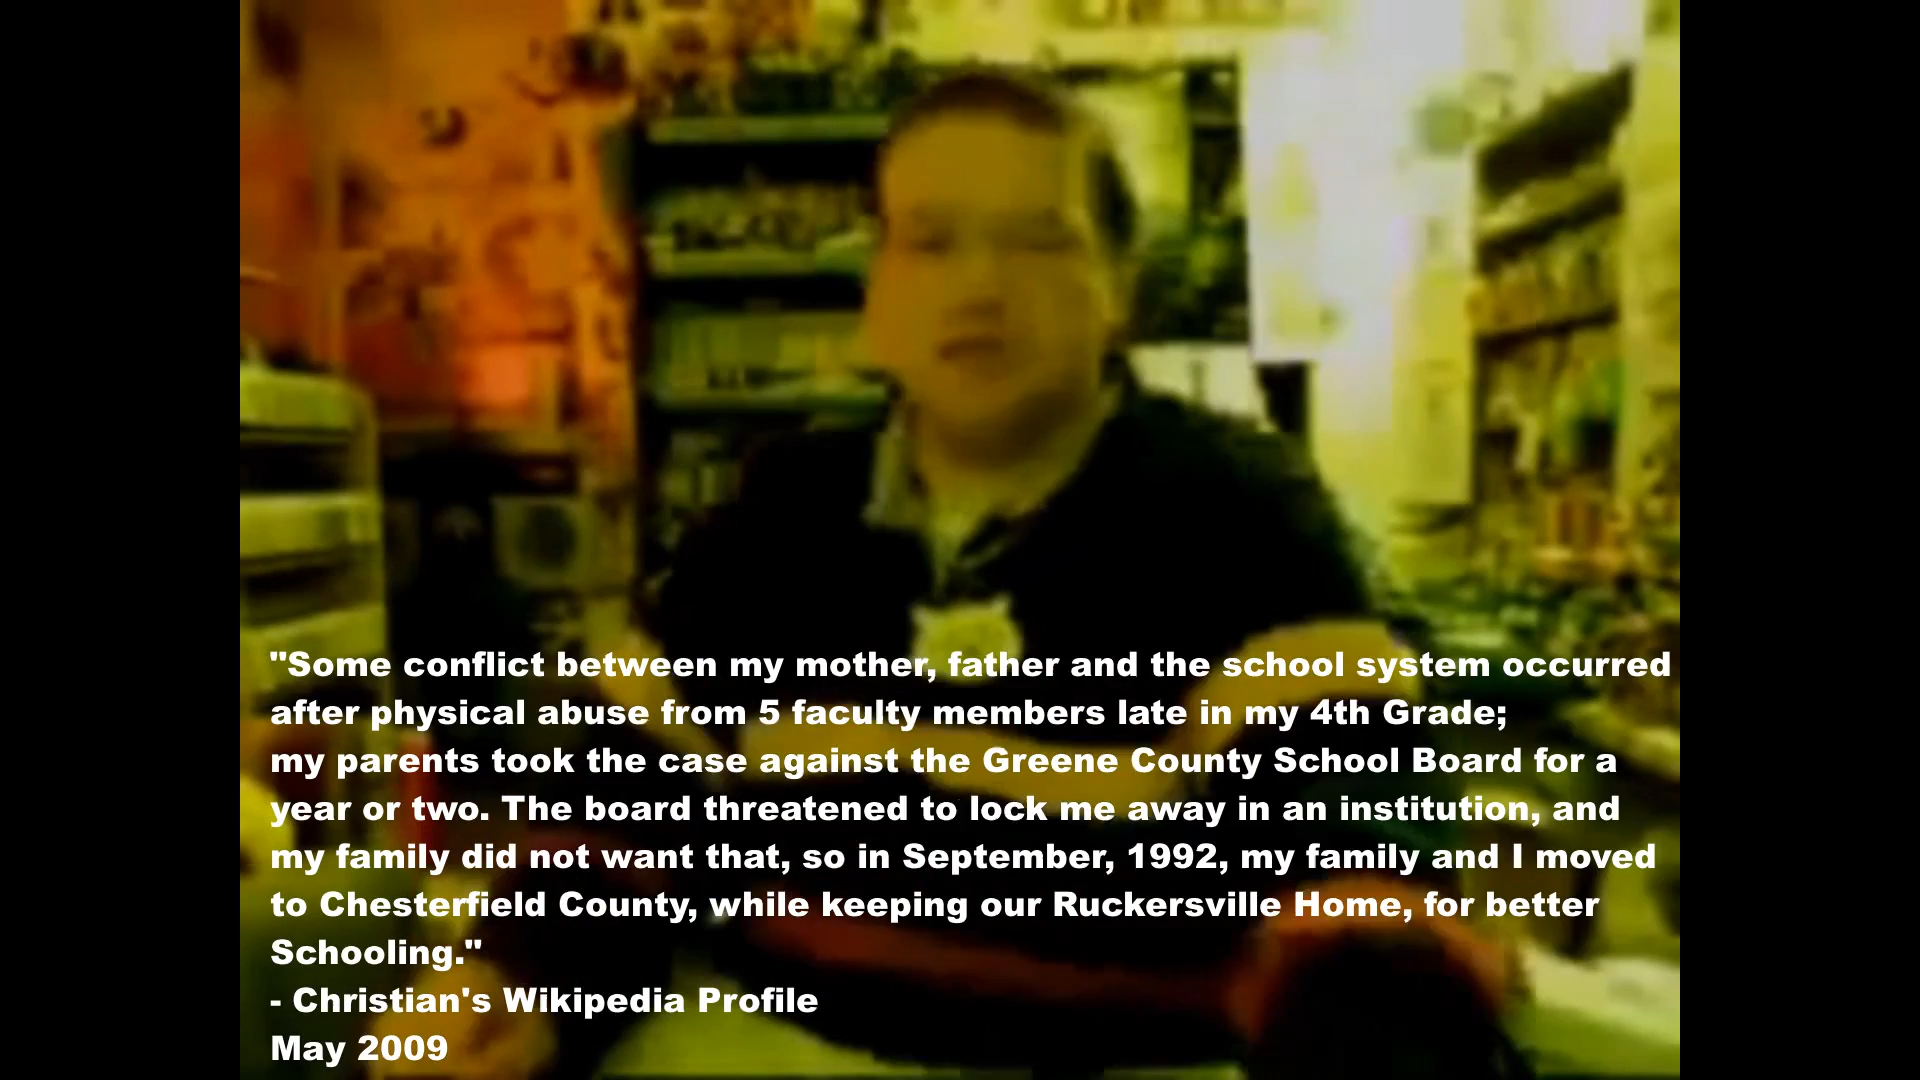 "Some conflict between my mother, father and the school system occurred
after physical abuse from 5 faculty members late in my 4th Grade;
my parents took the case against the Greene County School Board for a
year or two. The board threatened to lock me away in an institution, and
my family did not want that, so in September, 1992, my family and I moved
to Chesterfield County, while keeping our Ruckersville Home, for better
Schooling."
- Christian's Wikipedia Profile
May 2009